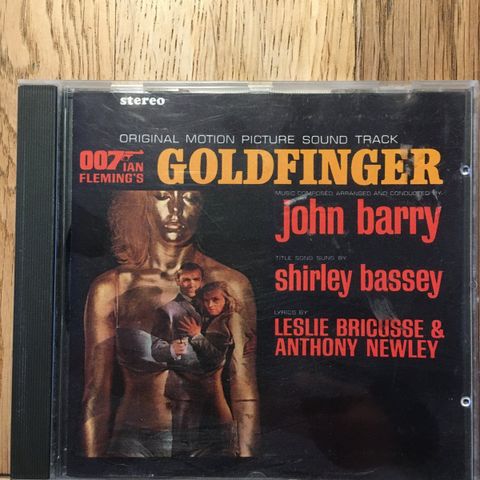 stereo
ORIGINAL MOTION PICTURE SOUND TRACK
007 IAN
FLEMING'S
GOLDFINGER
MUSIC COMPOSED, ARRANGED AND CONDUCTED BY
john barry
TITLE SONG SUNG BY
shirley bassey
LYRICS BY
LESLIE BRICUSSE &
ANTHONY NEWLEY